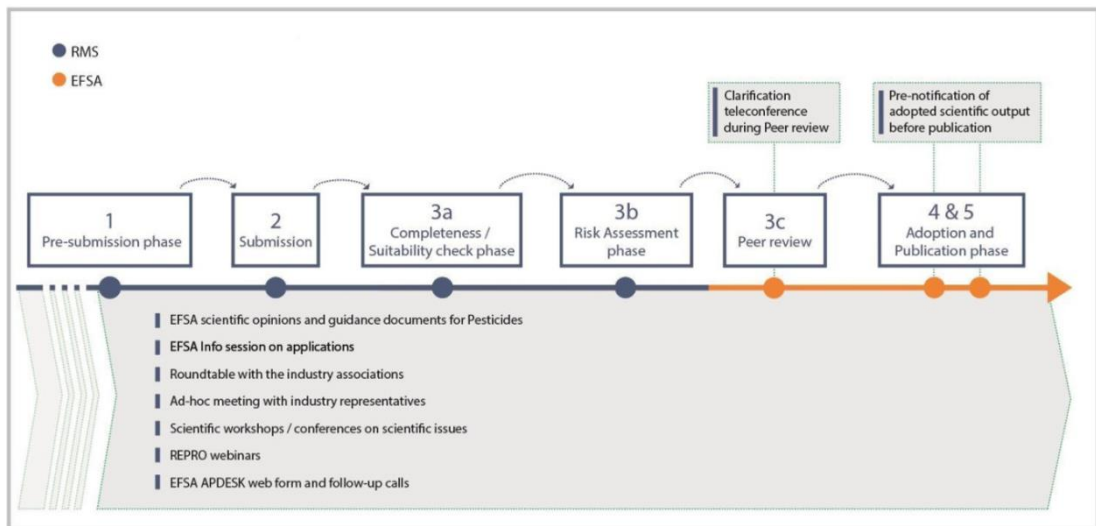 RMS
EFSA
Clarification
teleconference
during Peer review
Pre-notification of
adopted scientific output
before publication
1
Pre-submission phase
2
Submission
3a
Completeness /
Suitability check phase
3b
Risk Assessment
phase
3c
Peer review
4 & 5
Adoption and
Publication phase
EFSA scientific opinions and guidance documents for Pesticides
EFSA Info session on applications
Roundtable with the industry associations
Ad-hoc meeting with industry representatives
Scientific workshops / conferences on scientific issues
REPRO webinars
EFSA APDESK web form and follow-up calls